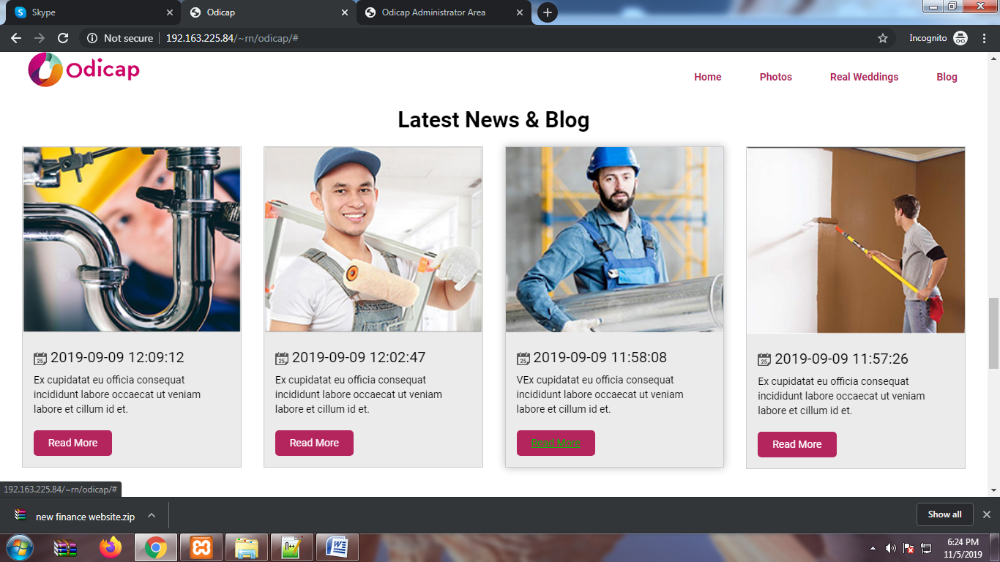 Skype
Odicap
Odicap Administrator Area
Not secure
192.163.225.84/~rn/odicap/#
Incognito
Odicap
Home
Photos
Real Weddings
Blog
Latest News & Blog
2019-09-09 12:09:12
Ex cupidatat eu officia consequat
incididunt labore occaecat ut veniam
labore et cillum id et.
Read More
2019-09-09 12:02:47
Ex cupidatat eu officia consequat
incididunt labore occaecat ut veniam
labore et cillum id et.
Read More
2019-09-09 11:58:08
VEx cupidatat eu officia consequat
incididunt labore occaecat ut veniam
labore et cillum id et.
Read More
2019-09-09 11:57:26
Ex cupidatat eu officia consequat
incididunt labore occaecat ut veniam
labore et cillum id et.
Read More
192.163.225.84/~rn/odicap/#
new finance website.zip
Show all
6:24 PM
11/5/2019